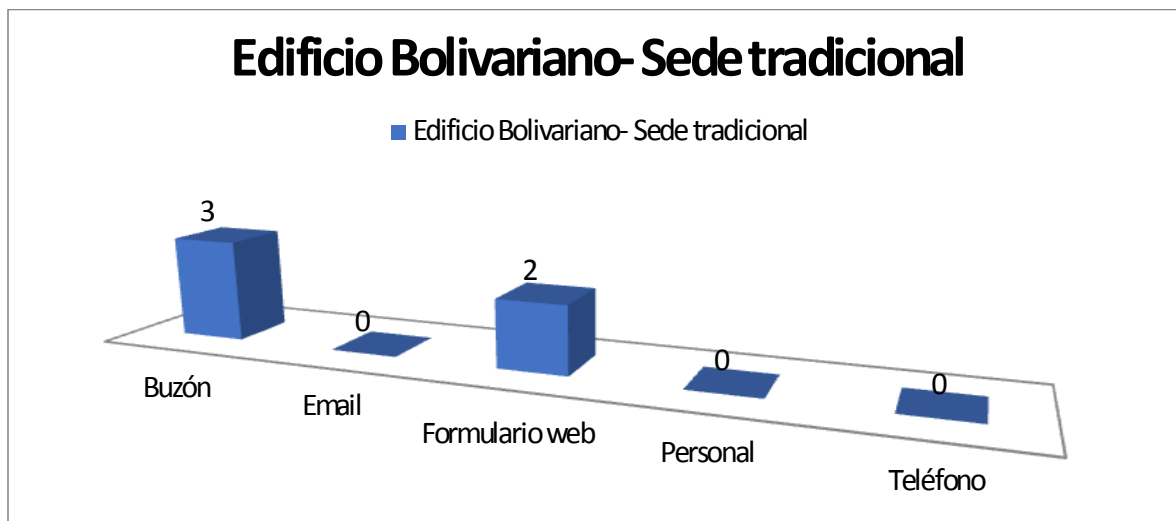 Edificio Bolivariano- Sede tradicional
Edificio Bolivariano- Sede tradicional
3
0
2
0
0
Buzón
Email
Formulario web
Personal
Teléfono